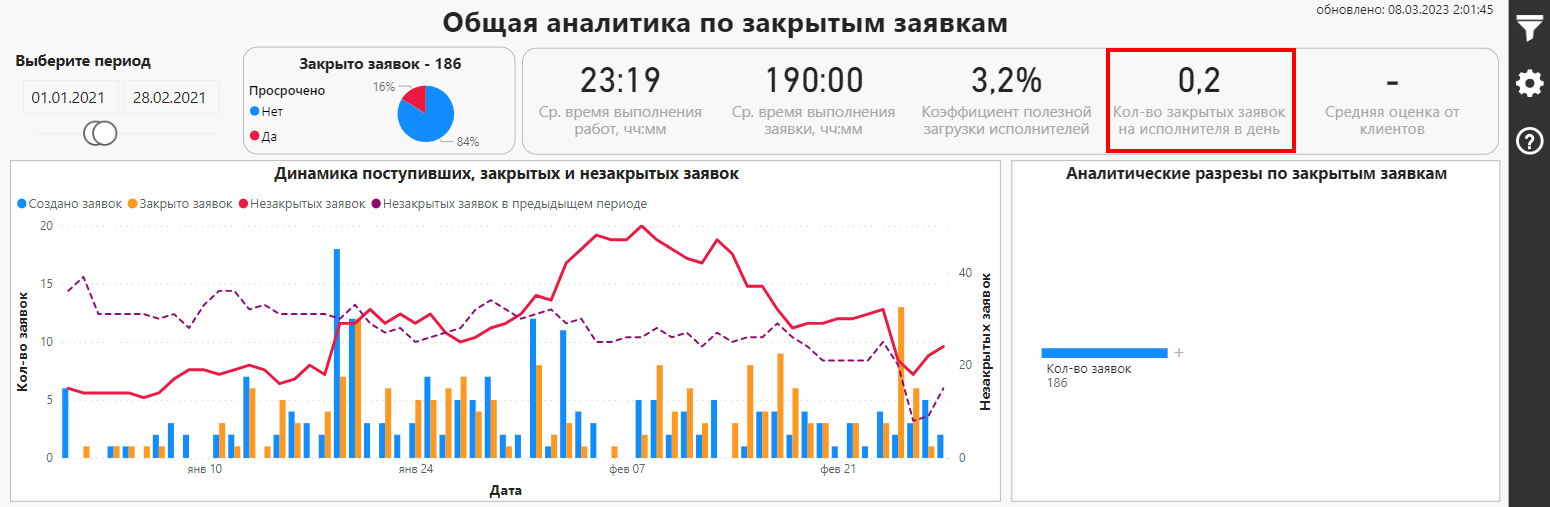 Общая аналитика по закрытым заявкам
обновлено: 08.03.2023 2:01:45
Выберите период
01.01.2021
28.02.2021
Закрыто заявок - 186
Просрочено
Нет
Да
16%
84%
23:19
Ср. время выполнения
работ, чч:мм
190:00
Ср. время выполнения
заявки, чч:мм
3,2%
Коэффициент полезной
загрузки исполнителей
0,2
Кол-во закрытых заявок
на исполнителя в день
-
Средняя оценка от
клиентов
Динамика поступивших, закрытых и незакрытых заявок
Создано заявок Закрыто заявок Незакрытых заявок Незакрытых заявок в предыдыщем периоде
Кол-во заявок
20
15
10
5
0
40
20
0
Незакрытых заявок
янв 10
янв 24
фев 07
фев 21
Дата
Аналитические разрезы по закрытым заявкам
Кол-во заявок
186